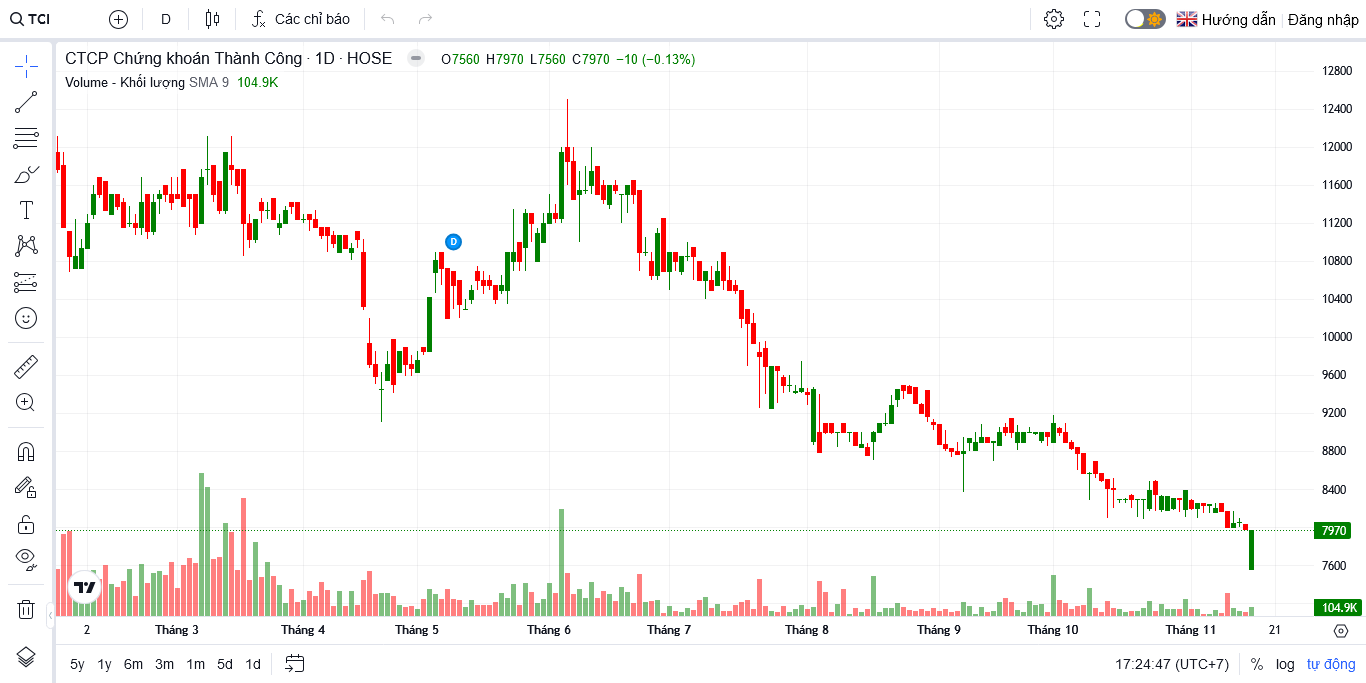 TCI D Các chỉ báo Hướng dẫn Đăng nhập
CTCP Chứng khoán Thành Công · 1D · HOSE O7560 H7970 L7560 C7970 −10 (−0.13%)
Volume - Khối lượng SMA 9 104.9K
12800
12400
12000
11600
11200
D
10800
10400
10000
9600
9200
8800
8400
7970
7600
104.9K
2 Tháng 3 Tháng 4 Tháng 5 Tháng 6 Tháng 7 Tháng 8 Tháng 9 Tháng 10 Tháng 11 21
5y 1y 6m 3m 1m 5d 1d 17:24:47 (UTC+7) % log tự động